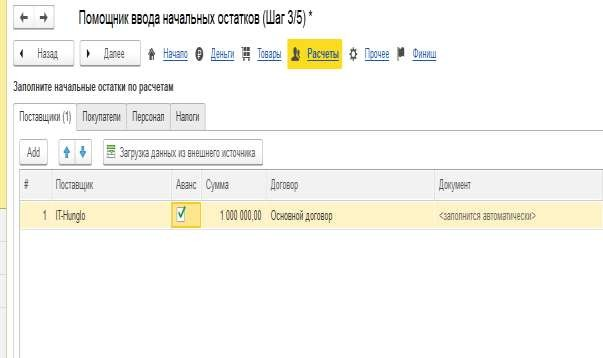 Помощник ввода начальных остатков (Шаг 3/5) *
Назад Далее Начало Деньги Товары Расчеты Прочее Финиш
Заполните начальные остатки по расчетам
Поставщики (1) Покупатели Персонал Налоги
Add Загрузка данных из внешнего источника
# Поставщик Аванс Сумма Договор Документ
1 IT-Hunglo 1 000 000,00 Основной договор <заполнится автоматически>